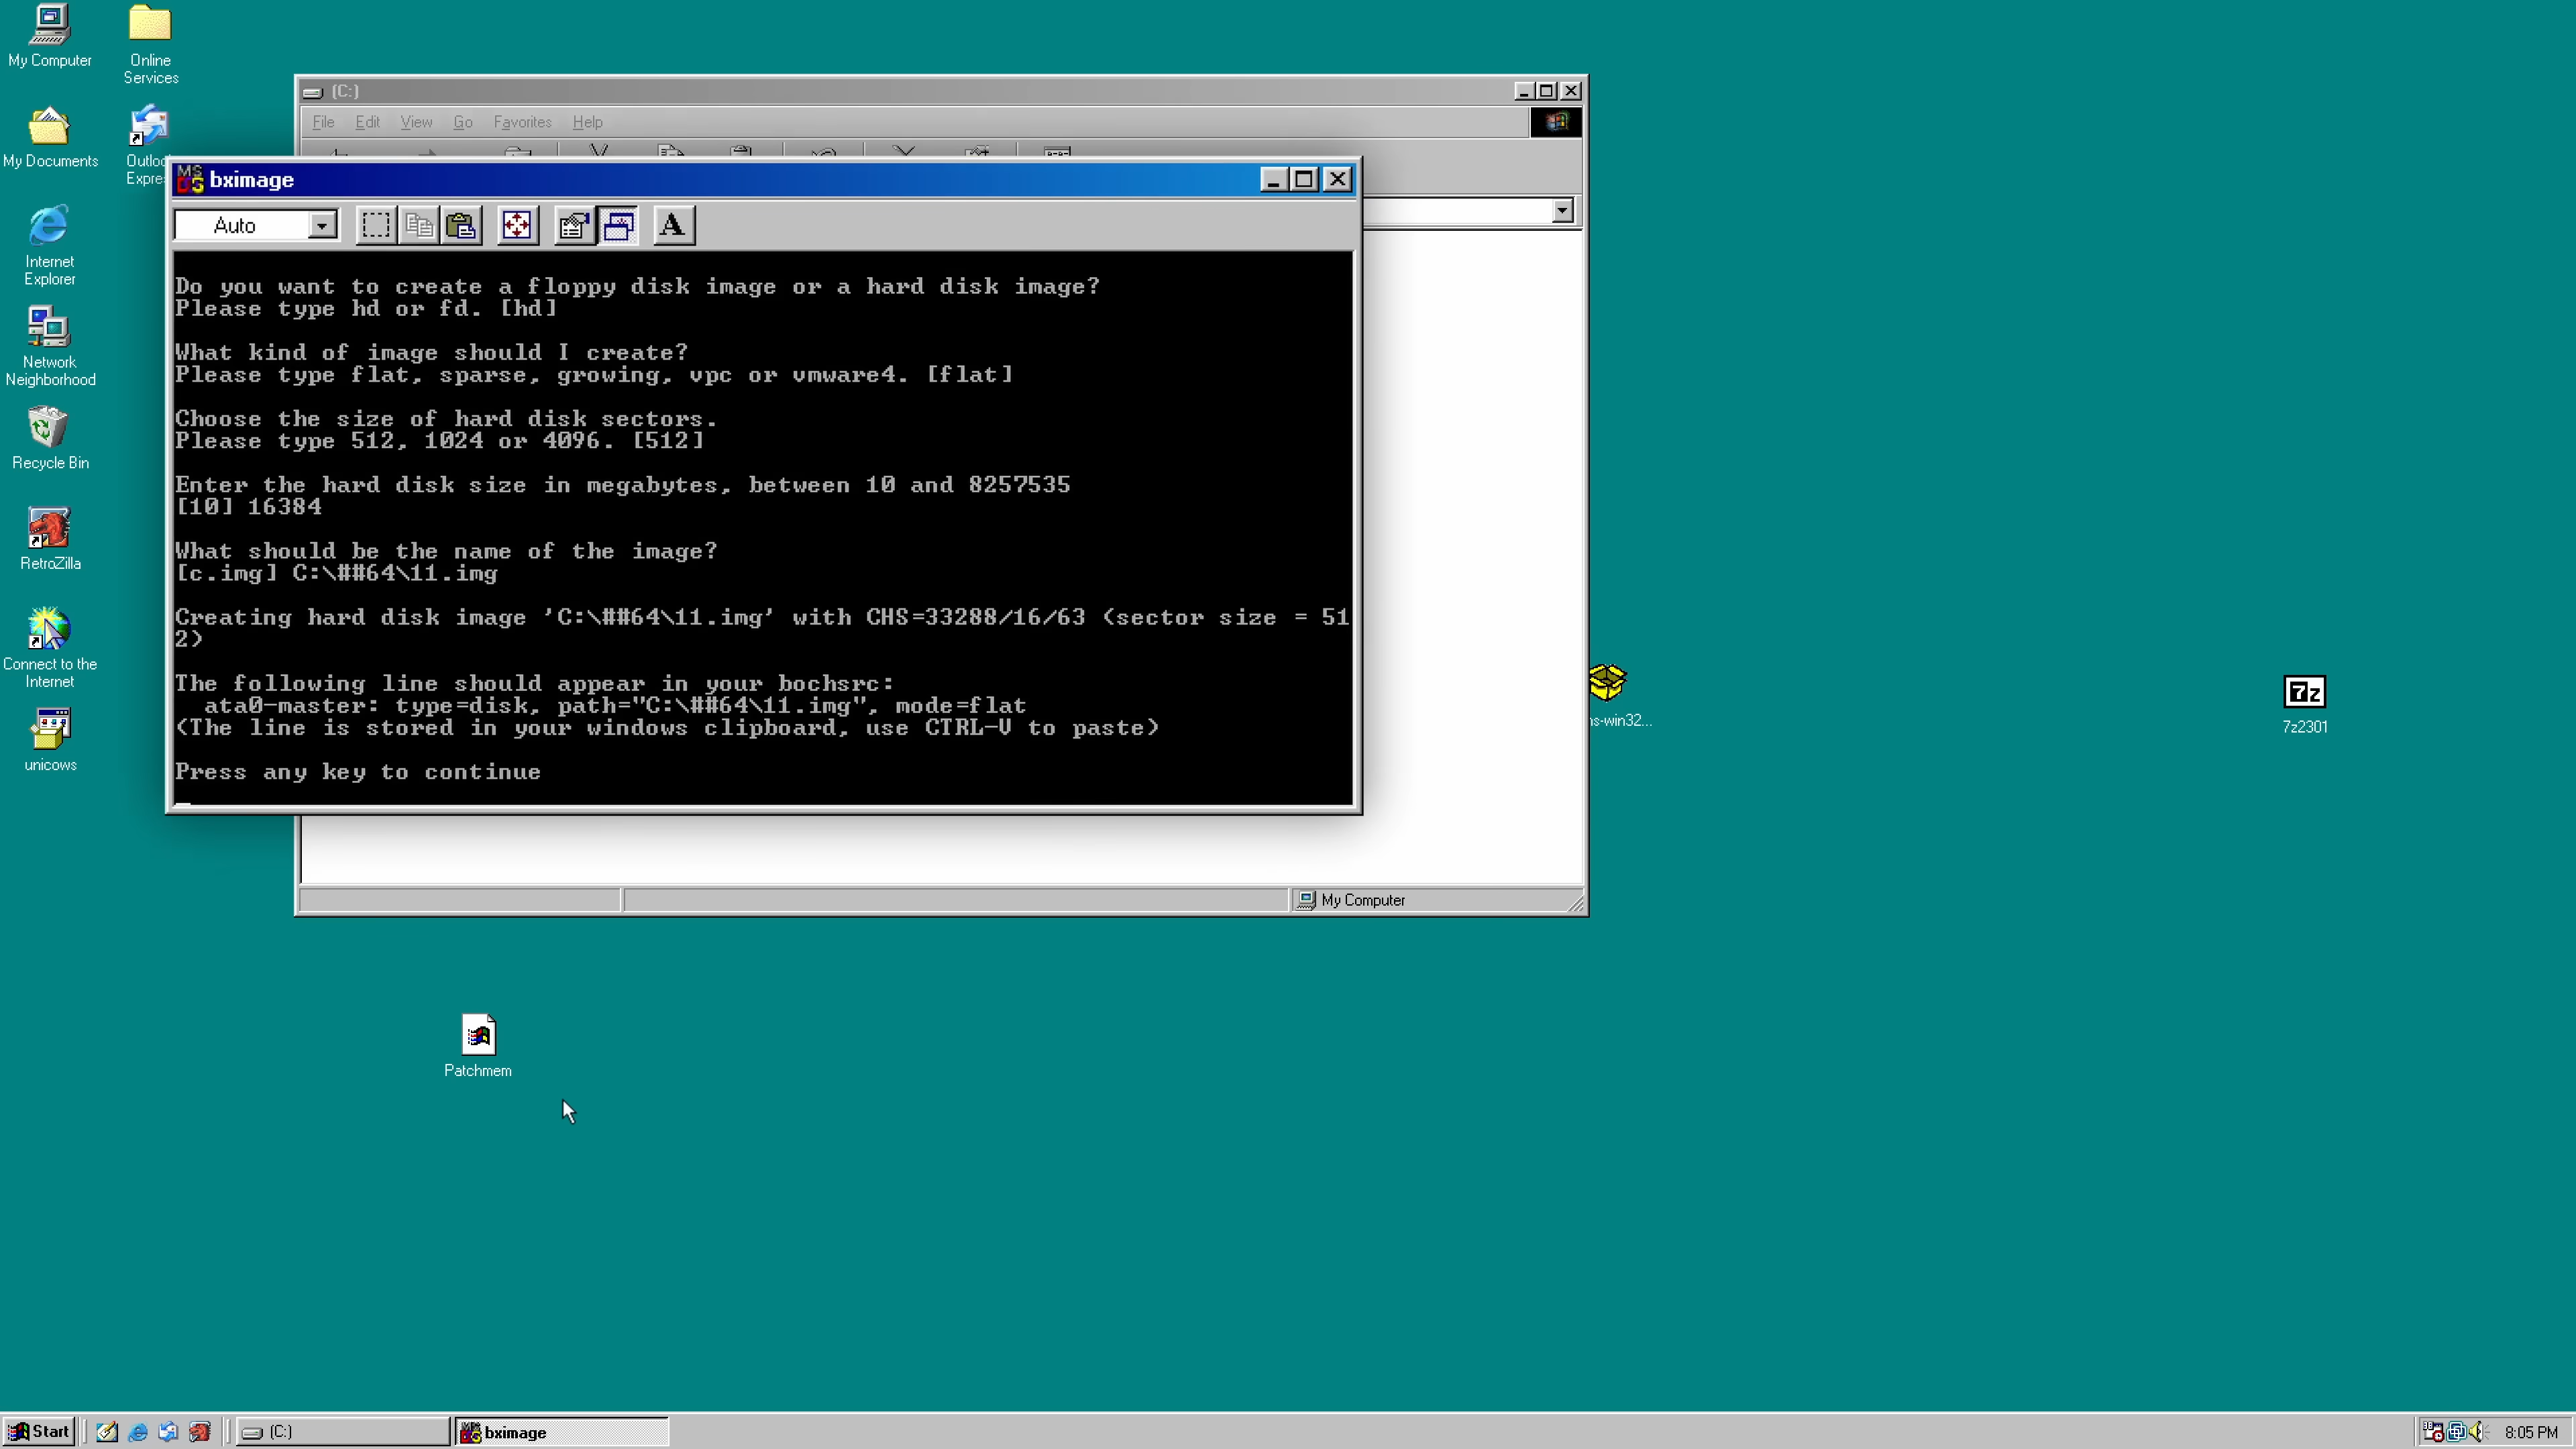 My Computer
Online
Services
My Documents
Outloo
Expre
Internet
Explorer
Network
Neighborhood
Recycle Bin
RetroZilla
Connect to the
Internet
unicows
(C:)
File Edit View Go Favorites Help
bximage
Auto
A
Do you want to create a floppy disk image or a hard disk image?
Please type hd or fd. [hd]
What kind of image should I create?
Please type flat, sparse, growing, vpc or vmware4. [flat]
Choose the size of hard disk sectors.
Please type 512, 1024 or 4096. [512]
Enter the hard disk size in megabytes, between 10 and 8257535
[10] 16384
What should be the name of the image?
[c.img] C:\##64\11.img
Creating hard disk image 'C:\##64\11.img' with CHS=33288/16/63 (sector size = 51
2)
The following line should appear in your bochsrc:
ata0-master: type=disk, path="C:\##64\11.img", mode=flat
(The line is stored in your windows clipboard, use CTRL-V to paste)
Press any key to continue
My Computer
hs-win32...
7z
7z2301
Patchmem
Start
(C:)
bximage
8:05 PM